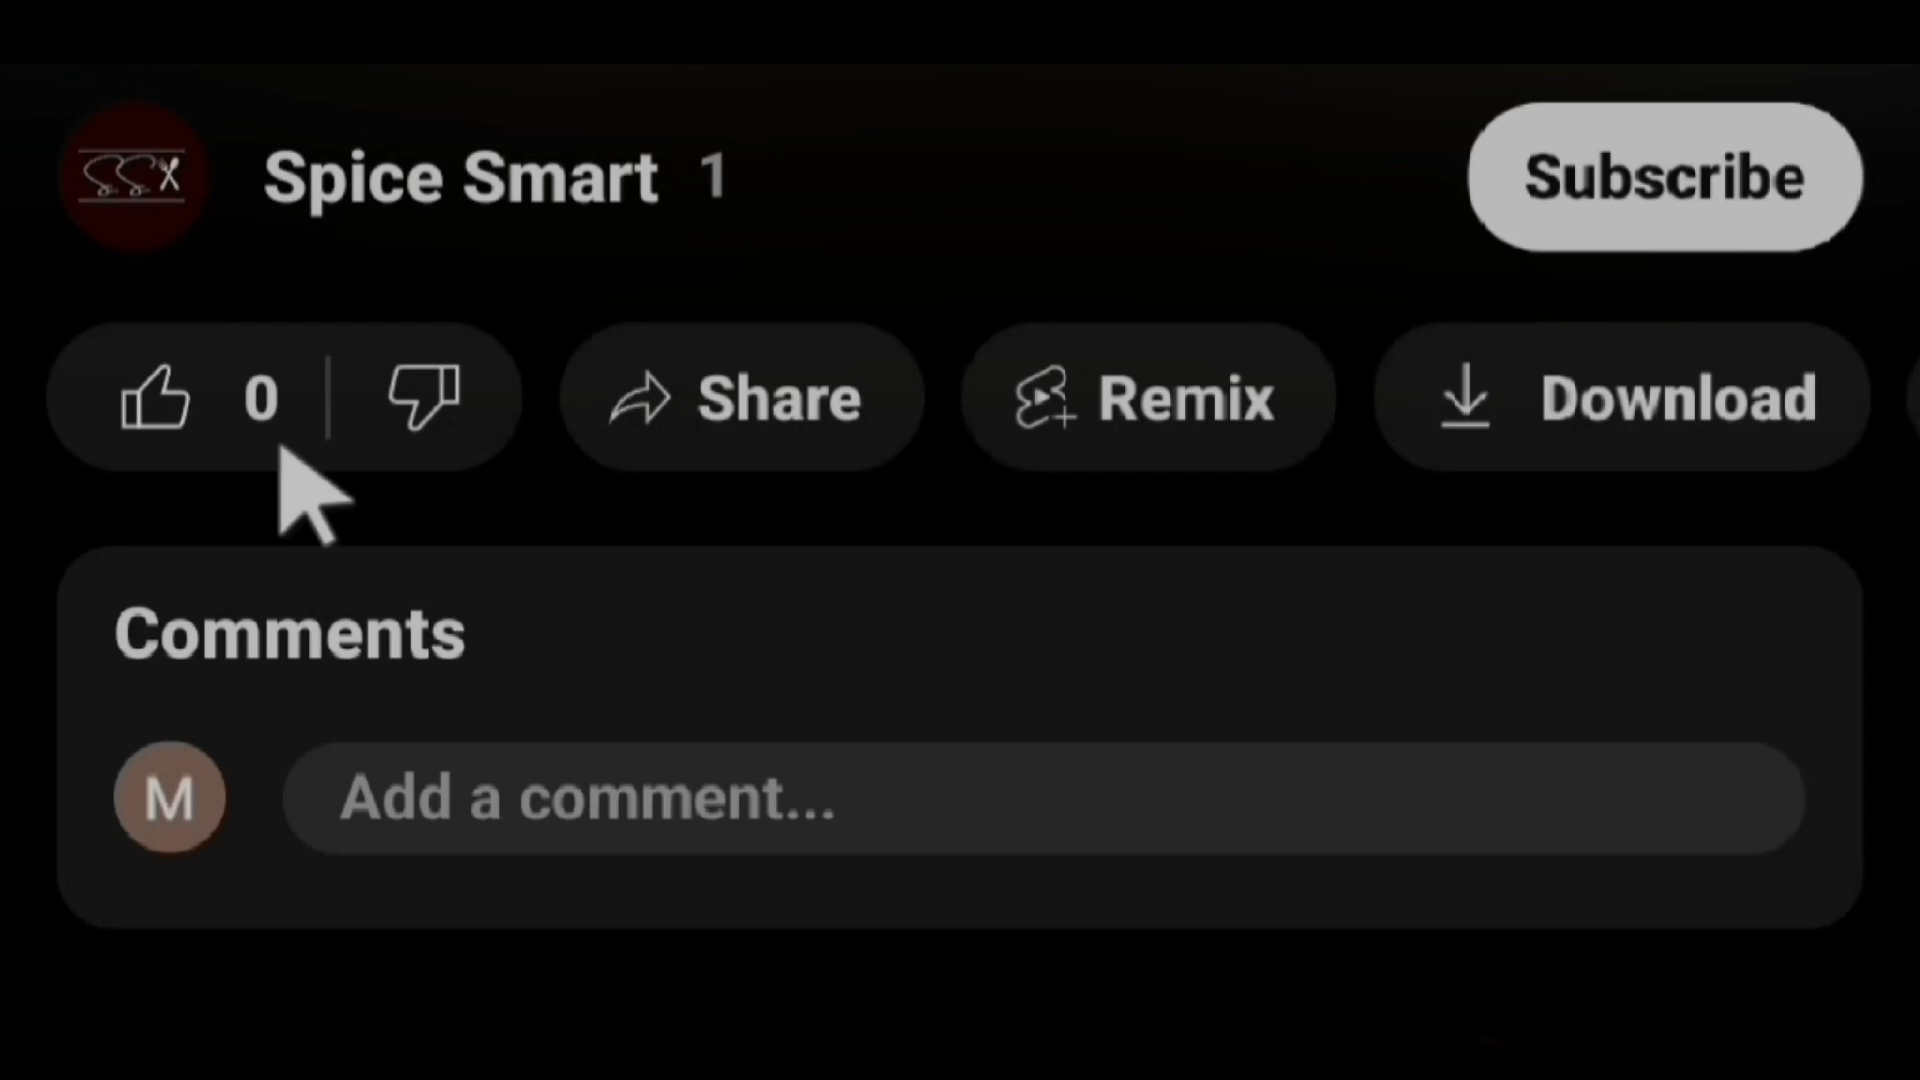 Spice Smart 1
Subscribe
0
Share
Remix
Download
Comments
M
Add a comment...